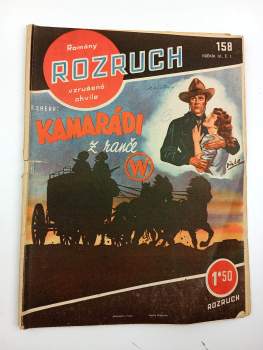 Romány
158
ROZRUCH
vzrušené
chvíle
KAMARÁDI
z ranče
W
1·50
ROZRUCH